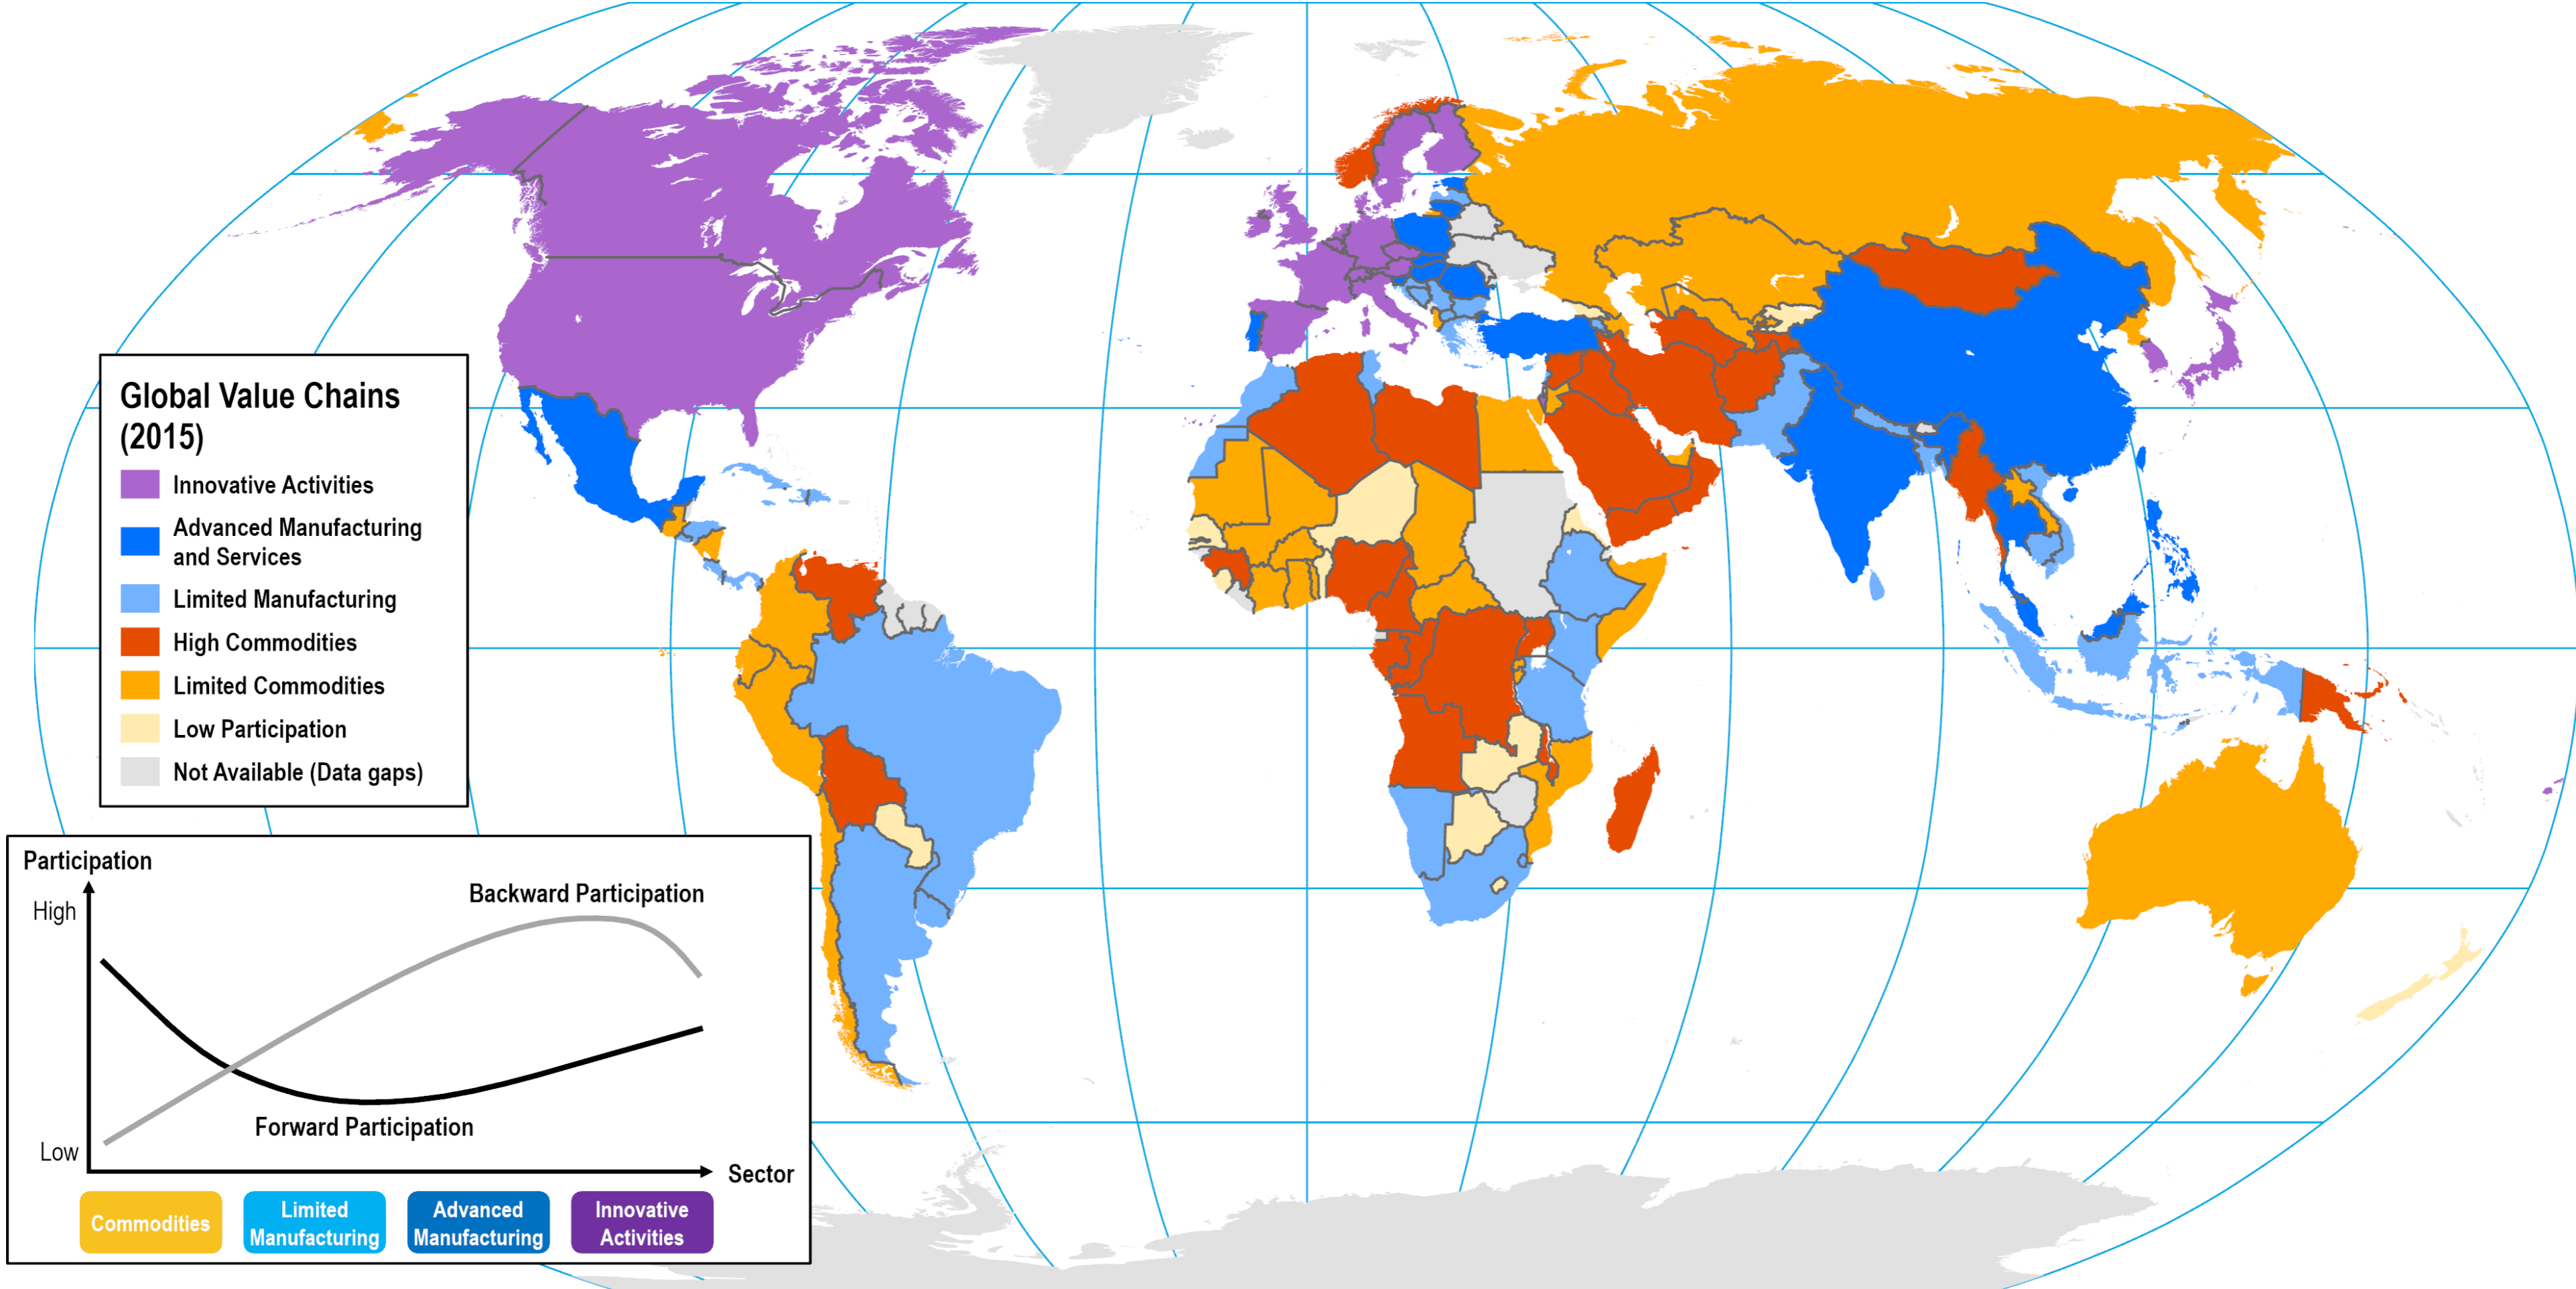 Global Value Chains
(2015)
Innovative Activities
Advanced Manufacturing
and Services
Limited Manufacturing
High Commodities
Limited Commodities
Low Participation
Not Available (Data gaps)
Participation
High
Backward Participation
Forward Participation
Low
Sector
Commodities
Limited
Manufacturing
Advanced
Manufacturing
Innovative
Activities